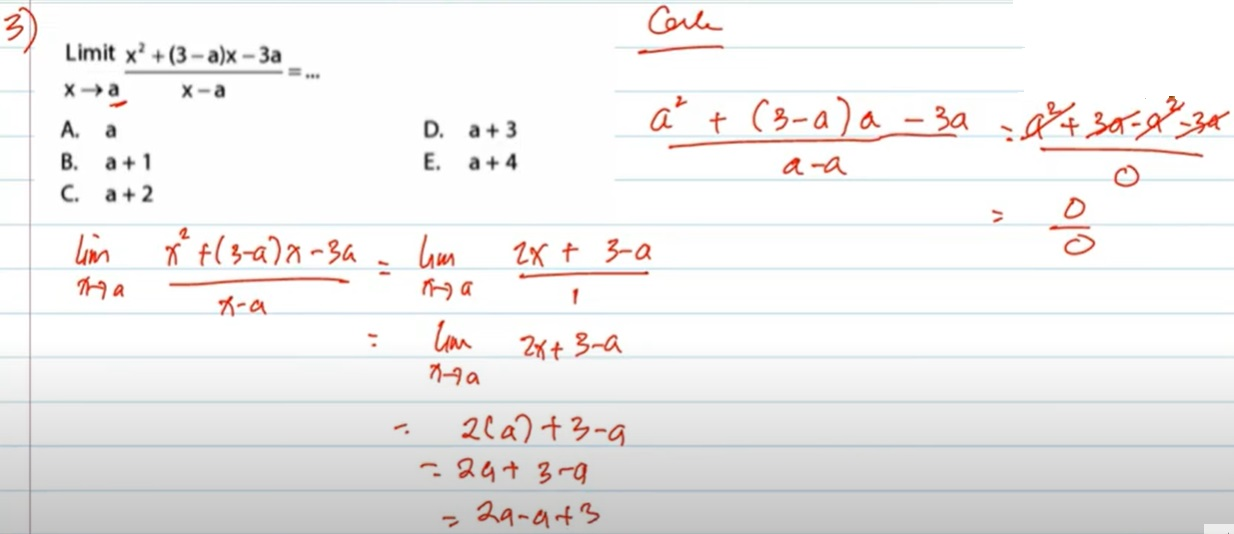 3)
Limit x² + (3 – a)x – 3a / x – a = ...
x → a
A. a
B. a + 1
C. a + 2
D. a + 3
E. a + 4
a² + (3-a)a - 3a / a-a = a² + 3a - a² - 3a / 0
= 0/0
lim x→a x² + (3-a)x - 3a / x-a = lim x→a 2x + 3-a / 1
= lim x→a 2x + 3-a
= 2(a) + 3-a
= 2a + 3-a
= 2a-a+3